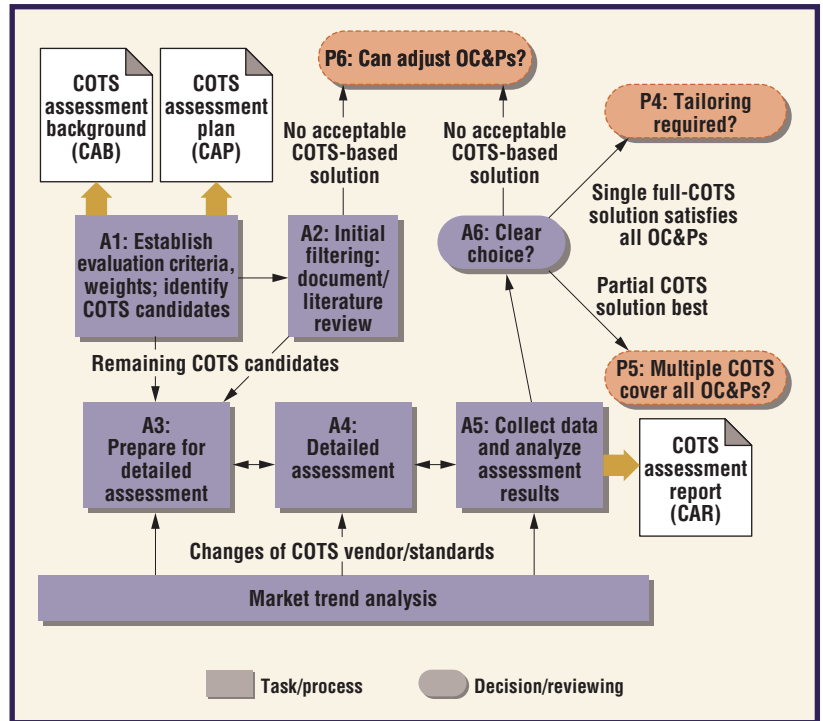 COTS
assessment
background
(CAB)
COTS
assessment
plan
(CAP)
P6: Can adjust OC&Ps?
P4: Tailoring
required?
No acceptable
COTS-based
solution
No acceptable
COTS-based
solution
Single full-COTS
solution satisfies
all OC&Ps
A1: Establish
evaluation criteria,
weights; identify
COTS candidates
A2: Initial
filtering:
document/
literature
review
A6: Clear
choice?
Partial COTS
solution best
Remaining COTS candidates
P5: Multiple COTS
cover all OC&Ps?
A3:
Prepare for
detailed
assessment
A4:
Detailed
assessment
A5: Collect data
and analyze
assessment
results
COTS
assessment
report
(CAR)
Changes of COTS vendor/standards
Market trend analysis
Task/process
Decision/reviewing